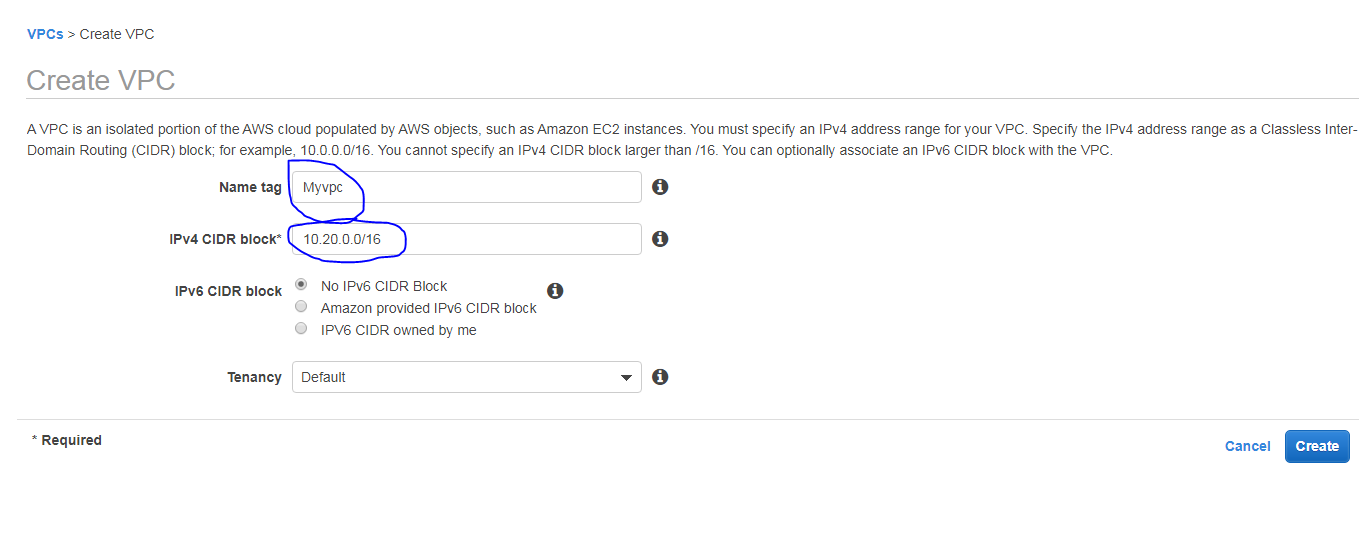 VPCs > Create VPC
Create VPC
A VPC is an isolated portion of the AWS cloud populated by AWS objects, such as Amazon EC2 instances. You must specify an IPv4 address range for your VPC. Specify the IPv4 address range as a Classless Inter-
Domain Routing (CIDR) block; for example, 10.0.0.0/16. You cannot specify an IPv4 CIDR block larger than /16. You can optionally associate an IPv6 CIDR block with the VPC.
Name tag Myvpc
IPv4 CIDR block* 10.20.0.0/16
IPv6 CIDR block No IPv6 CIDR Block
Amazon provided IPv6 CIDR block
IPV6 CIDR owned by me
Tenancy Default
* Required
Cancel Create